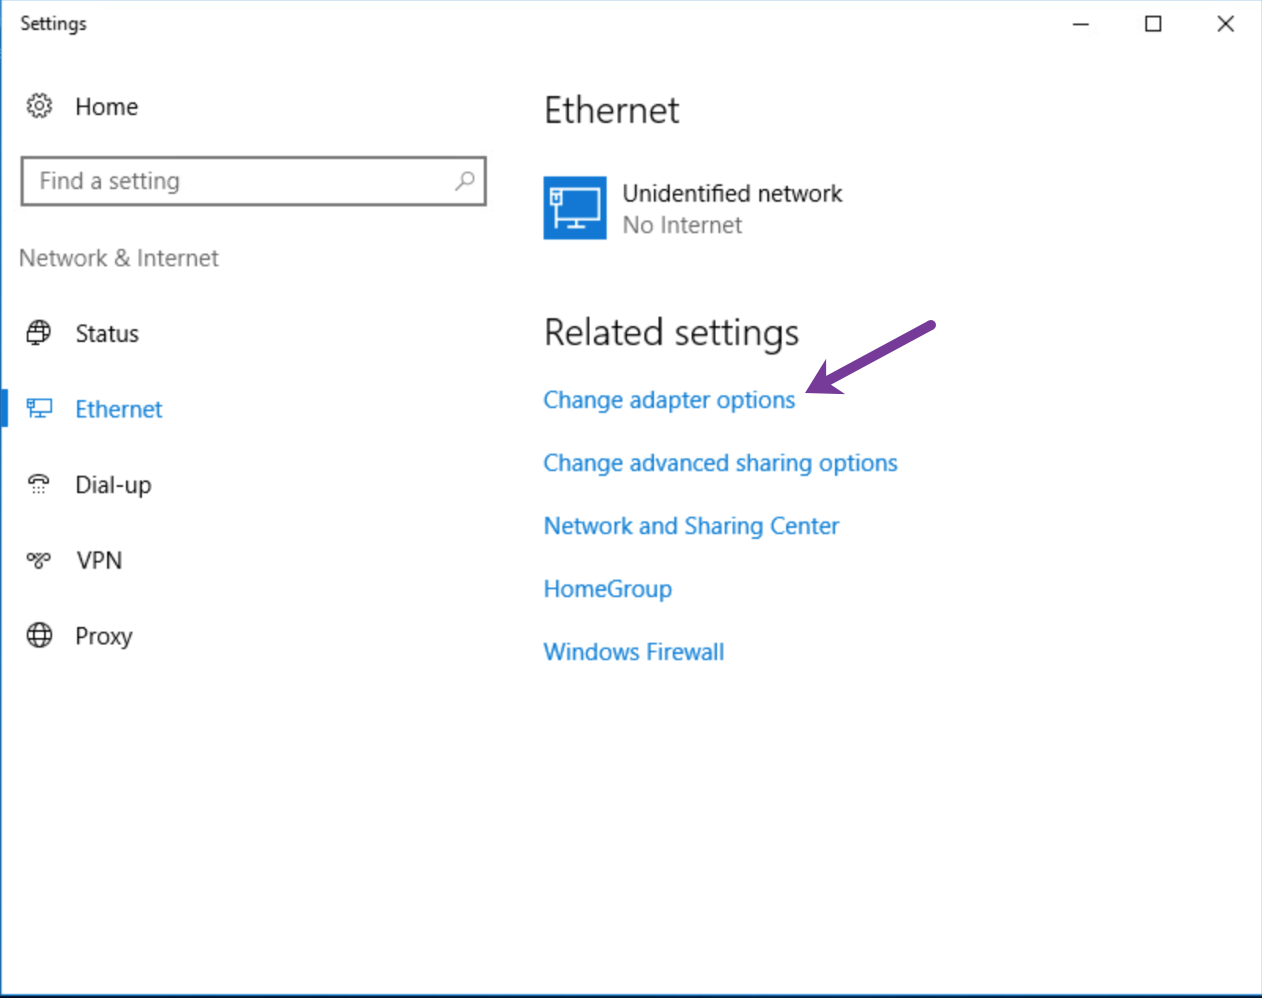 Settings
Home
Find a setting
Network & Internet
Status
Ethernet
Dial-up
VPN
Proxy
Ethernet
Unidentified network
No Internet
Related settings
Change adapter options
Change advanced sharing options
Network and Sharing Center
HomeGroup
Windows Firewall